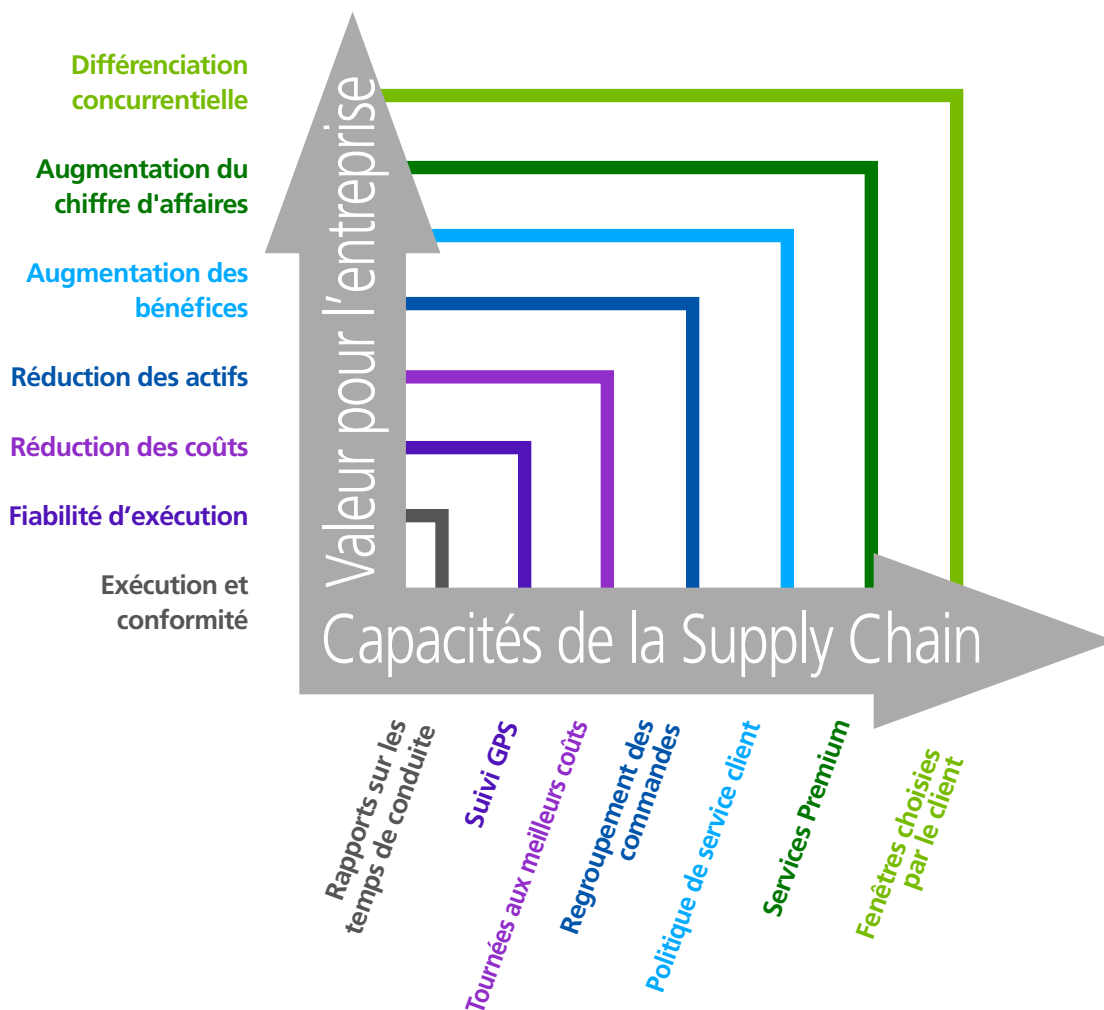 Différenciation
concurrentielle
Augmentation du
chiffre d'affaires
Augmentation des
bénéfices
Réduction des actifs
Réduction des coûts
Fiabilité d’exécution
Exécution et
conformité
Valeur pour l'entreprise
Capacités de la Supply Chain
Rapports sur les
temps de conduite
Suivi GPS
Tournées aux meilleurs coûts
Regroupement des
commandes
Politique de service client
Services Premium
Fenêtres choisies
par le client